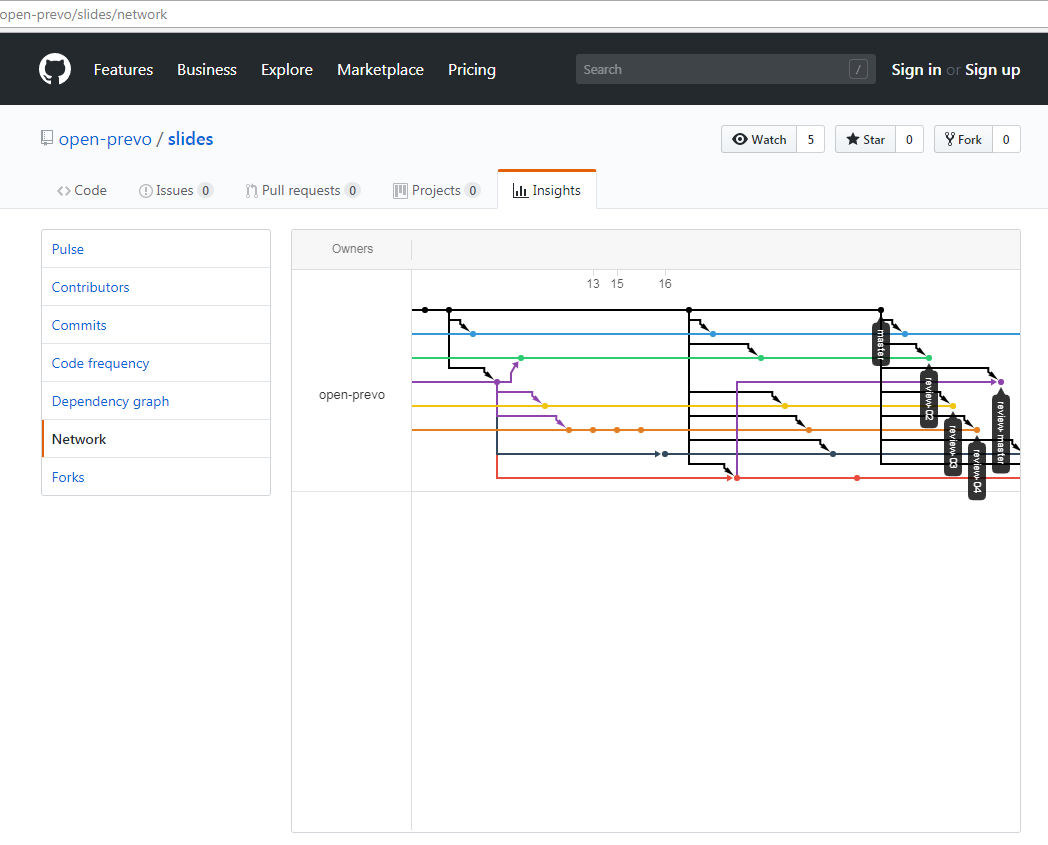 open-prevo/slides/network
Features Business Explore Marketplace Pricing Search / Sign in or Sign up
open-prevo / slides Watch 5 Star 0 Fork 0
<> Code Issues 0 Pull requests 0 Projects 0 Insights
Pulse
Contributors
Commits
Code frequency
Dependency graph
Network
Forks
Owners
13 15 16
open-prevo
master
review-02
review-03
review-04
review-master